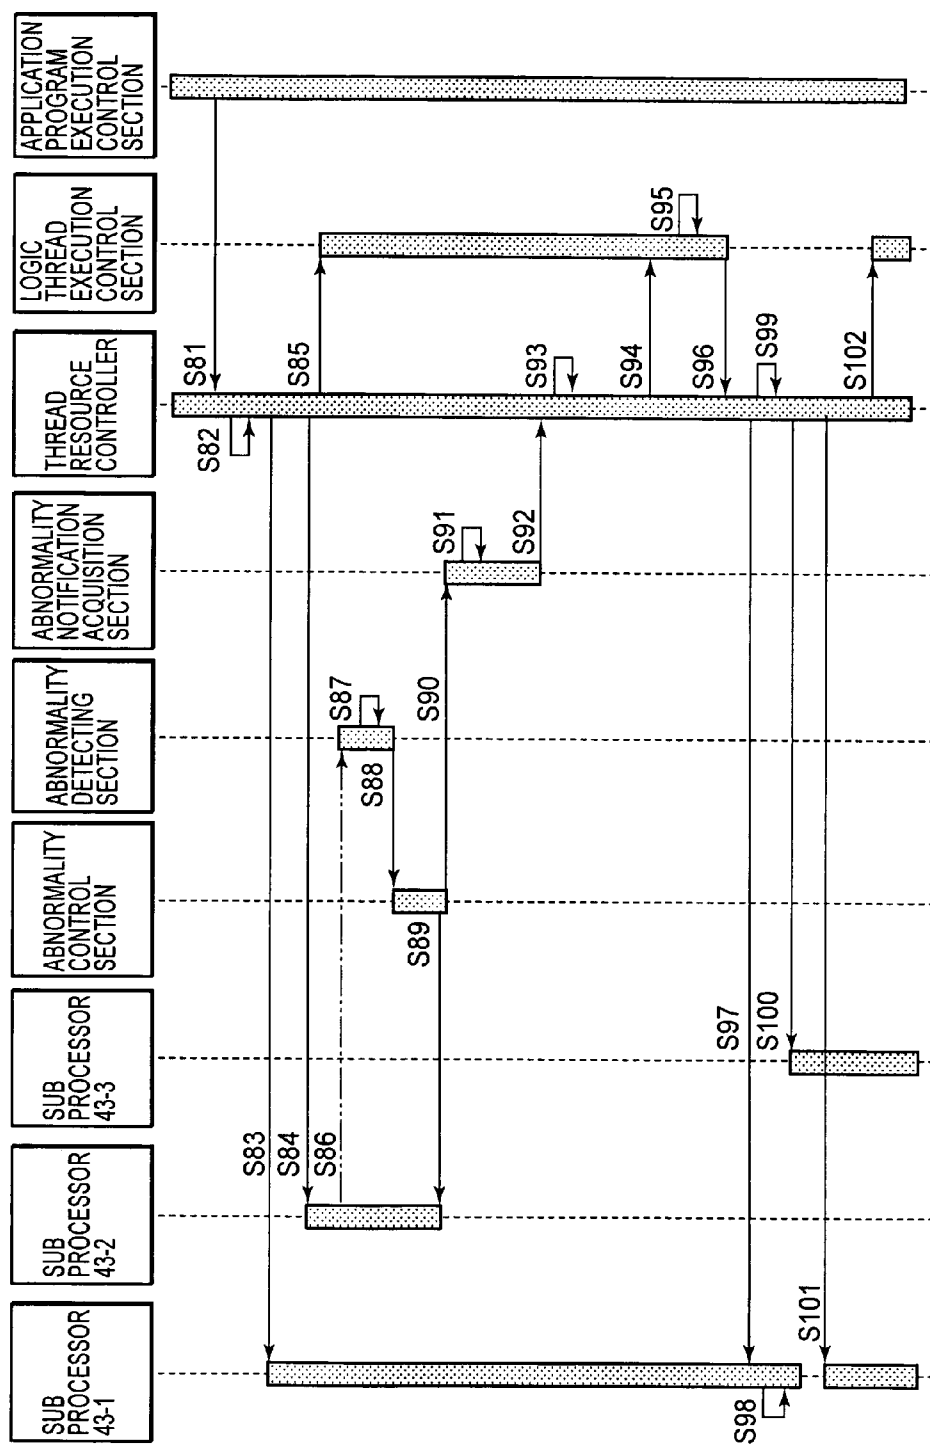 APPLICATION
PROGRAM
EXECUTION
CONTROL
SECTION
LOGIC
THREAD
EXECUTION
CONTROL
SECTION
THREAD
RESOURCE
CONTROLLER
ABNORMALITY
NOTIFICATION
ACQUISITION
SECTION
ABNORMALITY
DETECTING
SECTION
ABNORMALITY
CONTROL
SECTION
SUB
PROCESSOR
43-3
SUB
PROCESSOR
43-2
SUB
PROCESSOR
43-1
S81
S82
S83
S84
S85
S86
S87
S88
S89
S90
S91
S92
S93
S94
S95
S96
S97
S98
S99
S100
S101
S102